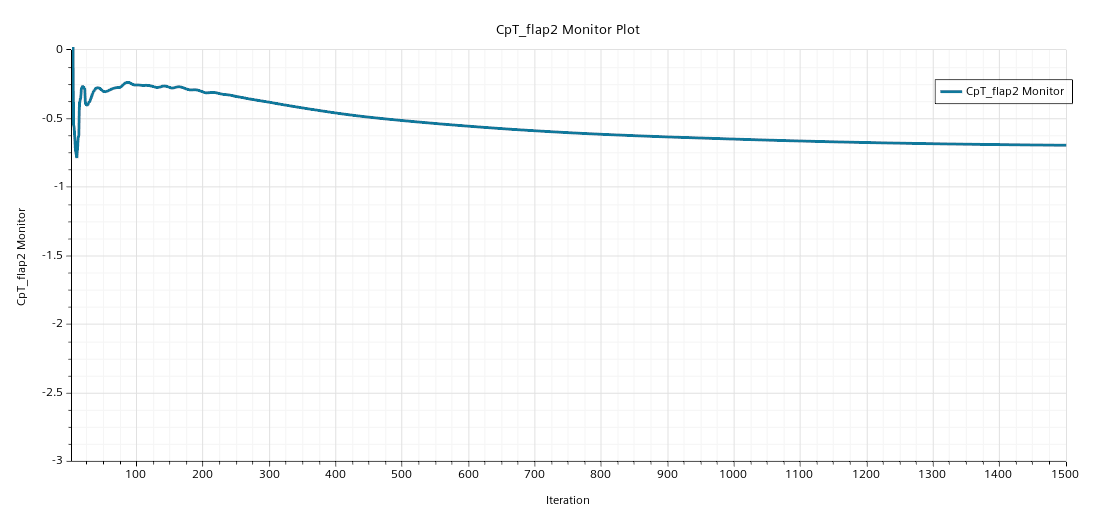 CpT_flap2 Monitor Plot
0
-0.5
-1
-1.5
-2
-2.5
-3
CpT_flap2 Monitor
CpT_flap2 Monitor
100 200 300 400 500 600 700 800 900 1000 1100 1200 1300 1400 1500
Iteration